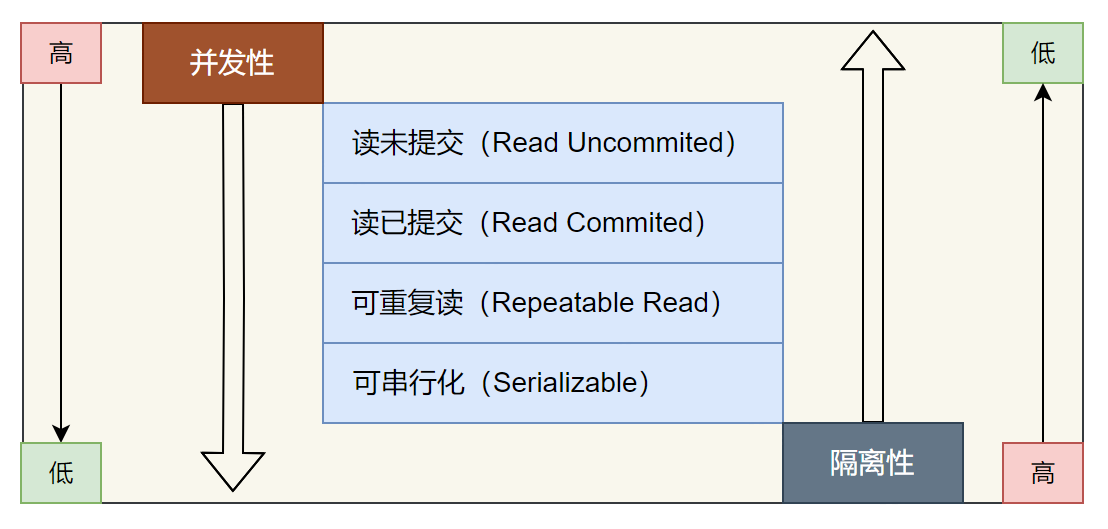 高
并发性
低
读未提交（Read Uncommited）
读已提交（Read Commited）
可重复读（Repeatable Read）
可串行化（Serializable）
低
隔离性
高